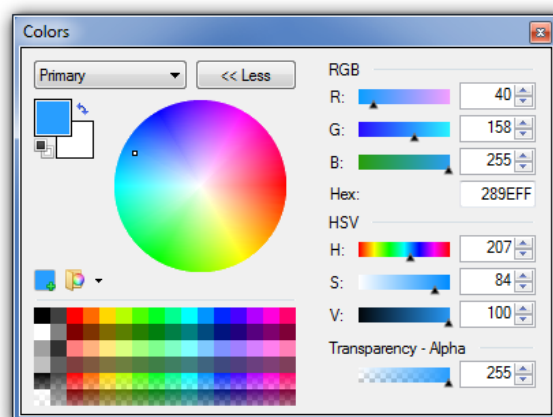 Colors
Primary
<< Less
RGB
R: 40
G: 158
B: 255
Hex: 289EFF
HSV
H: 207
S: 84
V: 100
Transparency - Alpha
255